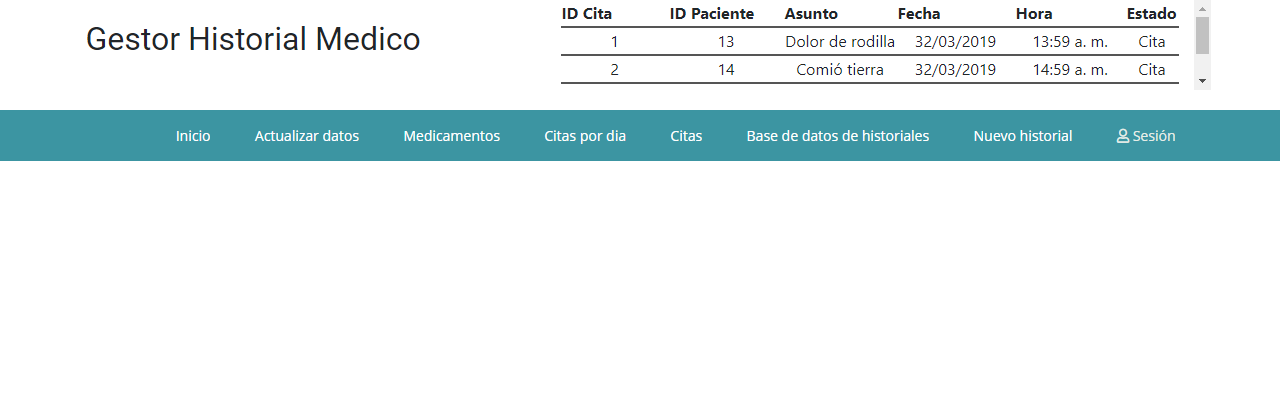 Gestor Historial Medico
ID Cita ID Paciente Asunto Fecha Hora Estado
1 13 Dolor de rodilla 32/03/2019 13:59 a. m. Cita
2 14 Comió tierra 32/03/2019 14:59 a. m. Cita
Inicio Actualizar datos Medicamentos Citas por dia Citas Base de datos de historiales Nuevo historial Sesión